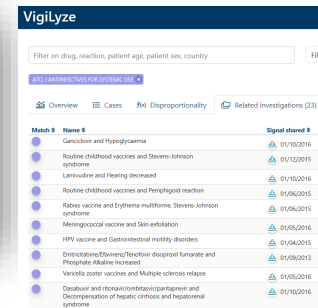 VigiLyze
Filter on drug, reaction, patient age, patient sex, country
Fil
ATC: J ANTIINFECTIVES FOR SYSTEMIC USE
Overview Cases f(x) Disproportionality Related investigations (23)
Match Name Signal shared
Ganciclovir and Hypoglycaemia 01/10/2016
Routine childhood vaccines and Stevens-Johnson 01/12/2015
syndrome
Lamivudine and Hearing decreased 01/10/2016
Routine childhood vaccines and Pemphigoid reaction 01/06/2015
Rabies vaccine and Erythema multiforme, Stevens-Johnson 01/06/2015
syndrome
Meningococcal vaccine and Skin exfoliation 01/05/2016
HPV vaccine and Gastrointestinal motility disorders 01/04/2015
Emtricitabine/Efavirenz/Tenofovir disoproxil fumarate and 01/09/2013
Phosphate Alkaline Increased
Varicella zoster vaccines and Multiple sclerosis relapse 01/05/2016
Dasabuvir and ritonavir/ombitasvir/paritaprevir and 01/10/2016
Decompensation of hepatic cirrhosis and hepatorenal
syndrome